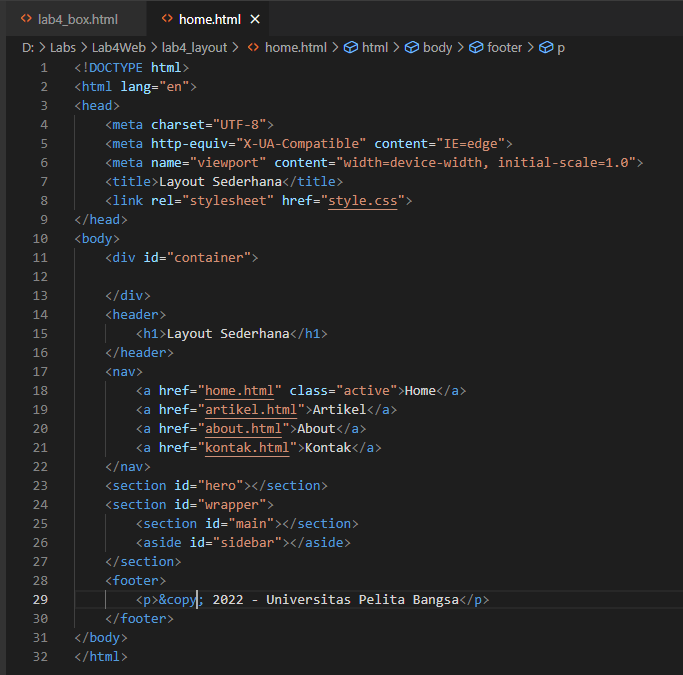 lab4_box.html
home.html
D: > Labs > Lab4Web > lab4_layout > home.html > html > body > footer > p
1 <!DOCTYPE html>
2 <html lang="en">
3 <head>
4     <meta charset="UTF-8">
5     <meta http-equiv="X-UA-Compatible" content="IE=edge">
6     <meta name="viewport" content="width=device-width, initial-scale=1.0">
7     <title>Layout Sederhana</title>
8     <link rel="stylesheet" href="style.css">
9 </head>
10 <body>
11     <div id="container">
12
13     </div>
14     <header>
15         <h1>Layout Sederhana</h1>
16     </header>
17     <nav>
18         <a href="home.html" class="active">Home</a>
19         <a href="artikel.html">Artikel</a>
20         <a href="about.html">About</a>
21         <a href="kontak.html">Kontak</a>
22     </nav>
23     <section id="hero"></section>
24     <section id="wrapper">
25         <section id="main"></section>
26         <aside id="sidebar"></aside>
27     </section>
28     <footer>
29         <p>&copy; 2022 - Universitas Pelita Bangsa</p>
30     </footer>
31 </body>
32 </html>